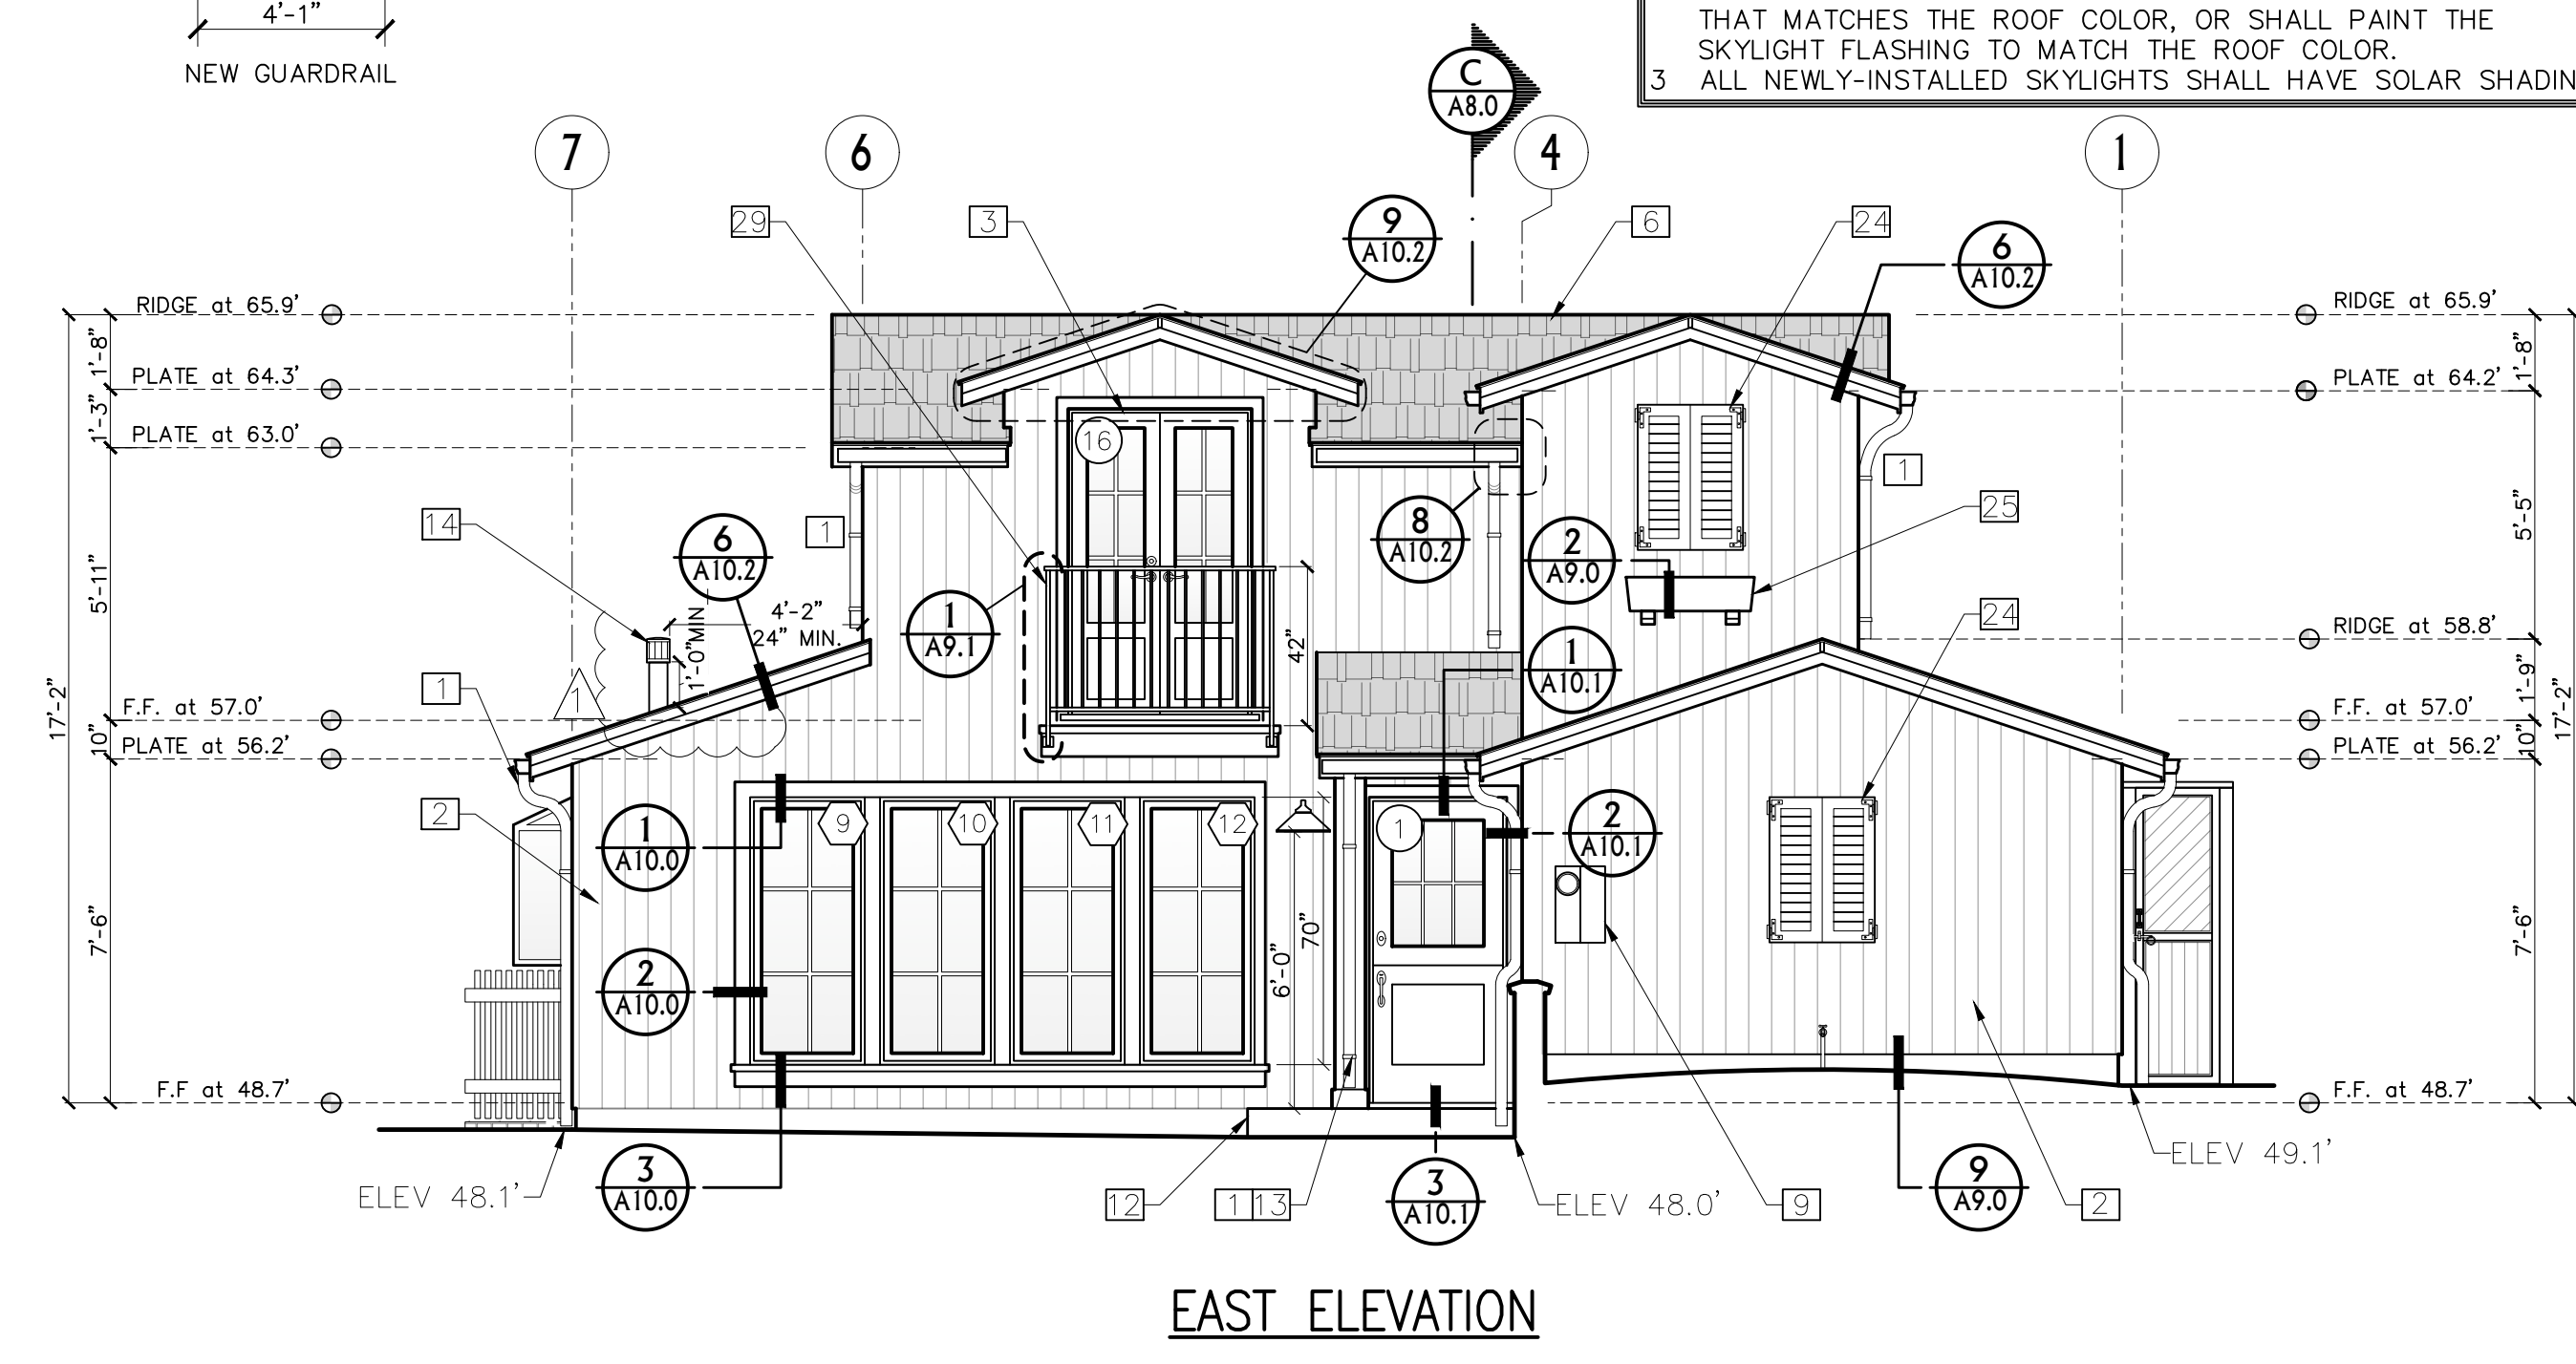 4'-1"
NEW GUARDRAIL
THAT MATCHES THE ROOF COLOR, OR SHALL PAINT THE
SKYLIGHT FLASHING TO MATCH THE ROOF COLOR.
3 ALL NEWLY-INSTALLED SKYLIGHTS SHALL HAVE SOLAR
C
A8.0
7
6
4
1
29
3
9
A10.2
6
24
6
A10.2
RIDGE at 65.9'
RIDGE at 65.9'
1'-8"
1'-8"
PLATE at 64.3'
PLATE at 64.2'
1'-3"
PLATE at 63.0'
16
1
14
6
A10.2
1
8
A10.2
2
A9.0
25
5'-5"
5'-11"
4'-2"
24" MIN.
1'-0"MIN
1
A9.1
42"
1
A10.1
24
RIDGE at 58.8'
1'-9"
17'-2"
17'-2"
1
1
F.F. at 57.0'
F.F. at 57.0'
10"
10"
PLATE at 56.2'
PLATE at 56.2'
2
1
A10.0
9
10
11
12
1
2
A10.1
7'-6"
7'-6"
70"
6'-0"
2
A10.0
F.F at 48.7'
F.F. at 48.7'
ELEV 48.1'
3
A10.0
12
1 13
3
A10.1
ELEV 48.0'
9
9
A9.0
2
ELEV 49.1'
EAST ELEVATION